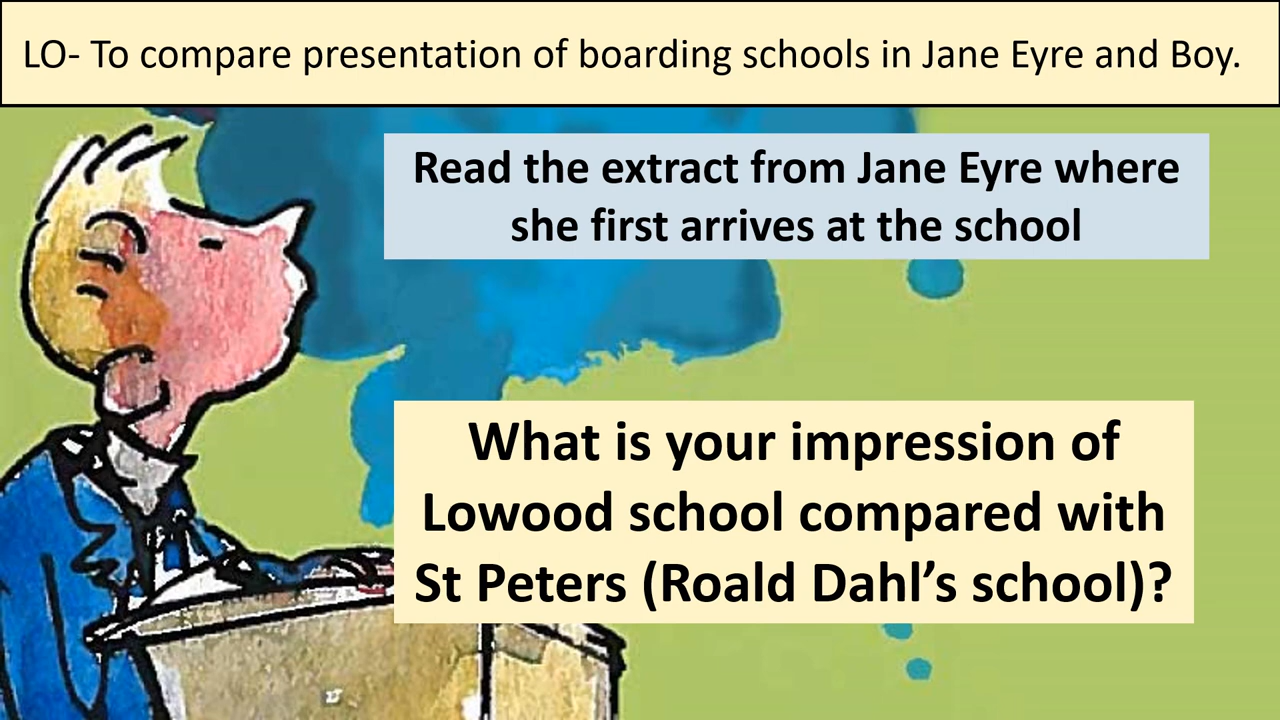 LO- To compare presentation of boarding schools in Jane Eyre and Boy.
Read the extract from Jane Eyre where
she first arrives at the school
What is your impression of
Lowood school compared with
St Peters (Roald Dahl’s school)?